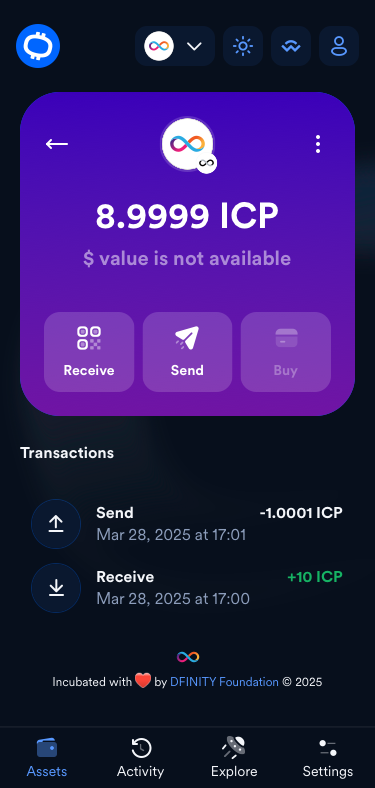 8.9999 ICP
$ value is not available
Receive
Send
Buy
Transactions
Send
-1.0001 ICP
Mar 28, 2025 at 17:01
Receive
+10 ICP
Mar 28, 2025 at 17:00
Incubated with ❤️ by DFINITY Foundation © 2025
Assets
Activity
Explore
Settings